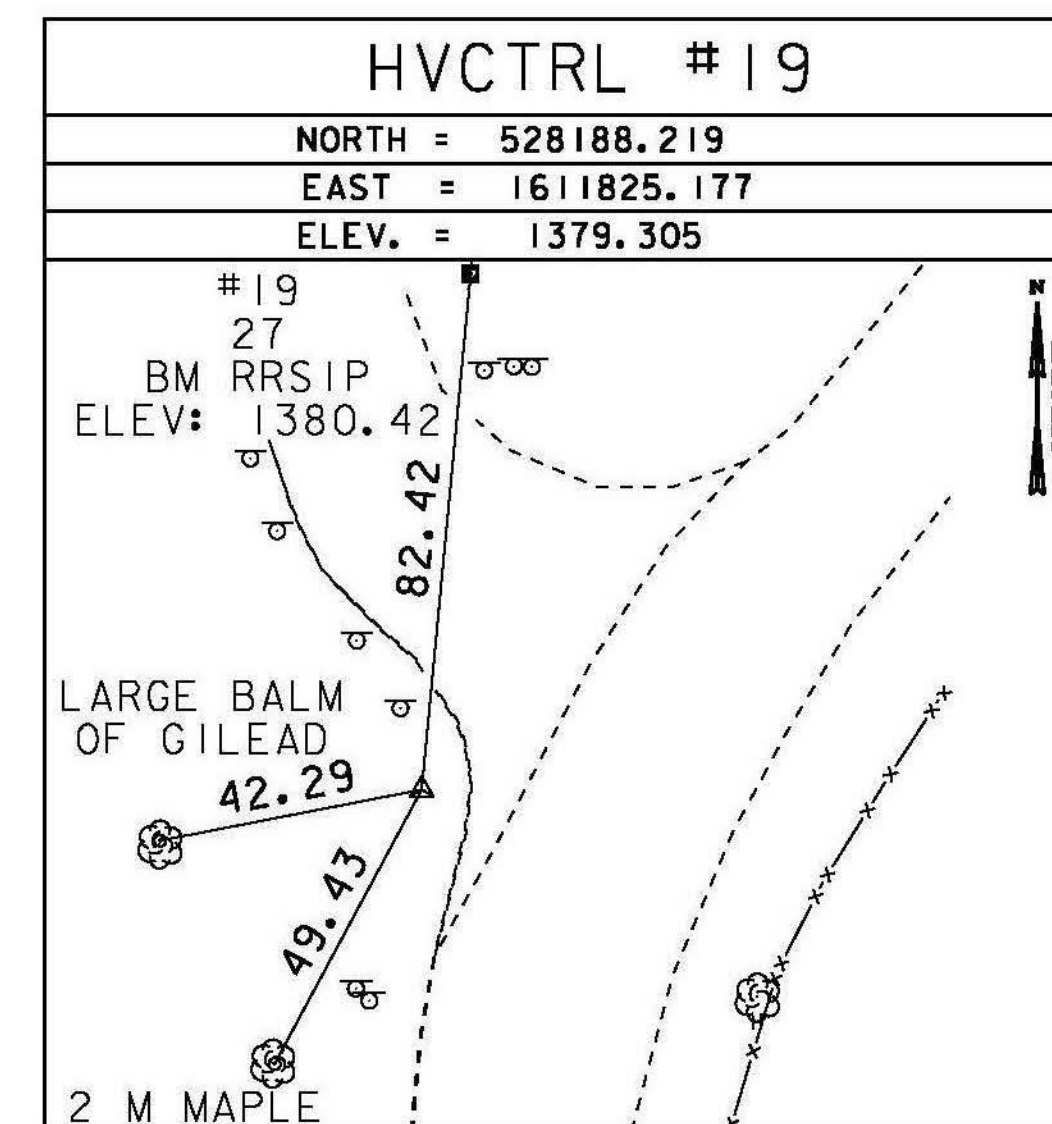 HVCTRL #19
NORTH = 528188.219
EAST = 1611825.177
ELEV. = 1379.305
#19
27
BM RRSIP
ELEV: 1380.42
N
82.42
LARGE BALM
OF GILEAD
42.29
49.43
2 M MAPLE